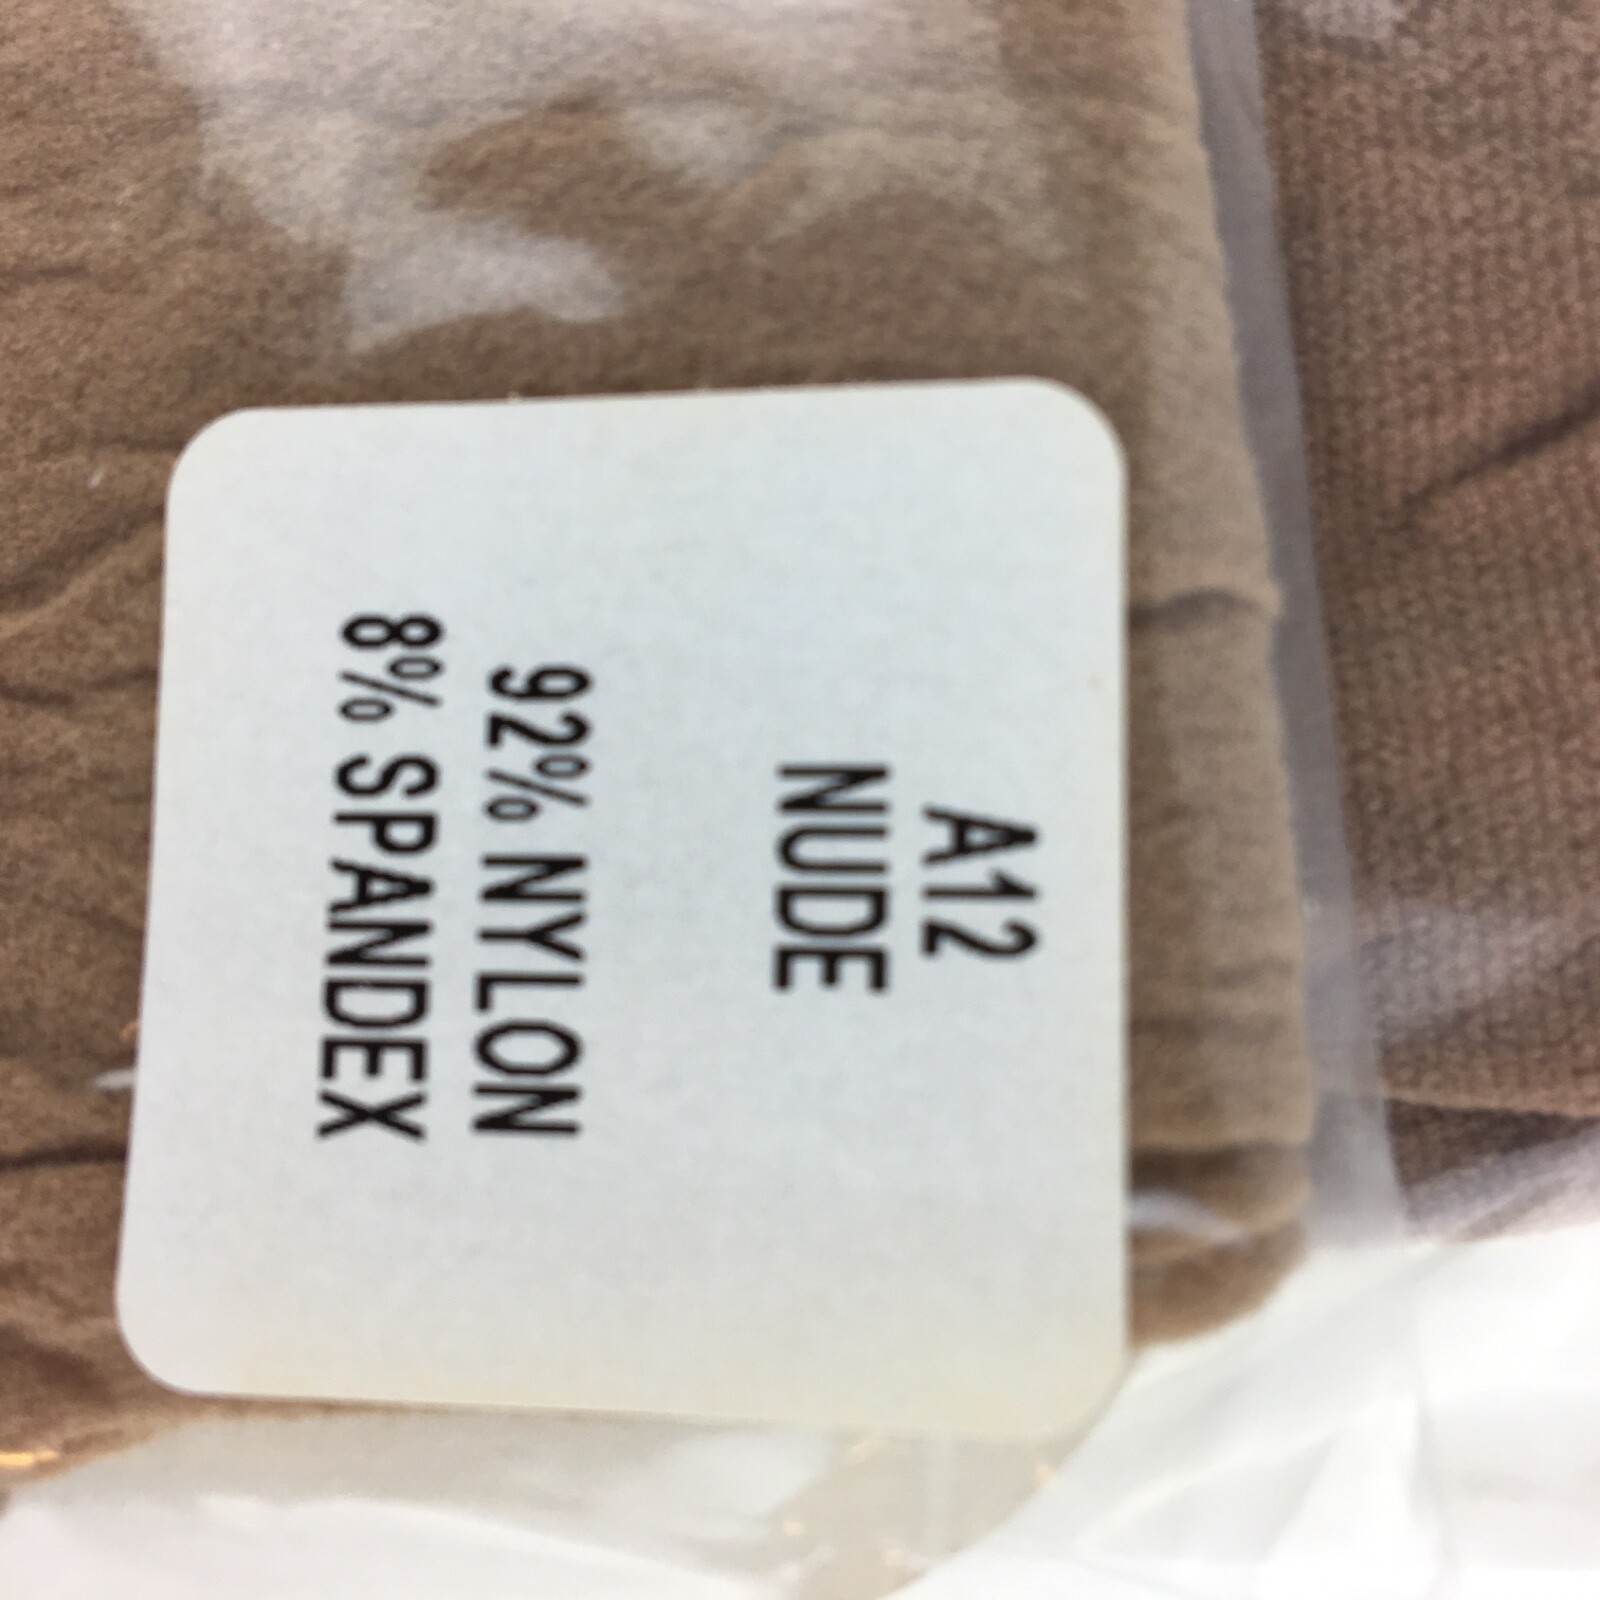 A12
NUDE
92% NYLON
8% SPANDEX